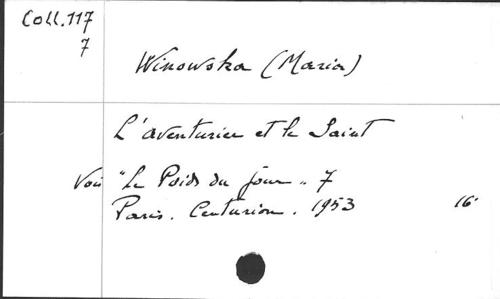 Coll.117
7
Winowska (Maria)
L'aventurier et le Saint
Voir "Le Poids du jour" 7
Paris. Centurion. 1953 16°